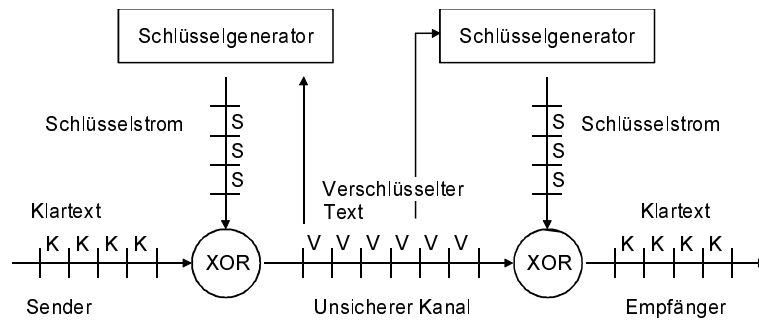 Schlüsselgenerator
Schlüsselgenerator
Schlüsselstrom
S
S
S
Schlüsselstrom
S
S
S
Verschlüsselter
Text
Klartext
K K K K
XOR
V V V V V V
XOR
Klartext
K K K K
Sender
Unsicherer Kanal
Empfänger